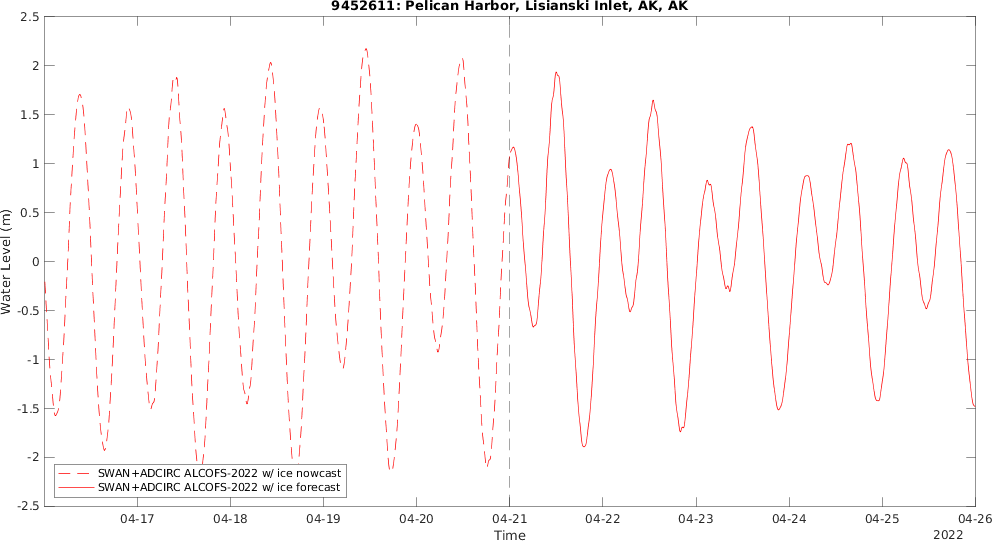 9452611: Pelican Harbor, Lisianski Inlet, AK, AK
2.5
2
1.5
1
0.5
0
-0.5
-1
-1.5
-2
-2.5
Water Level (m)
SWAN+ADCIRC ALCOFS-2022 w/ ice nowcast
SWAN+ADCIRC ALCOFS-2022 w/ ice forecast
04-17 04-18 04-19 04-20 04-21 04-22 04-23 04-24 04-25 04-26
Time
2022